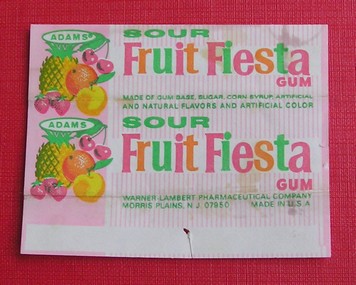 ADAMS
SOUR
Fruit Fiesta
GUM
MADE OF GUM BASE, SUGAR, CORN SYRUP, ARTIFICIAL
AND NATURAL FLAVORS AND ARTIFICIAL COLOR
ADAMS
SOUR
Fruit Fiesta
GUM
WARNER-LAMBERT PHARMACEUTICAL COMPANY
MORRIS PLAINS, N.J. 07950 MADE IN U.S.A.